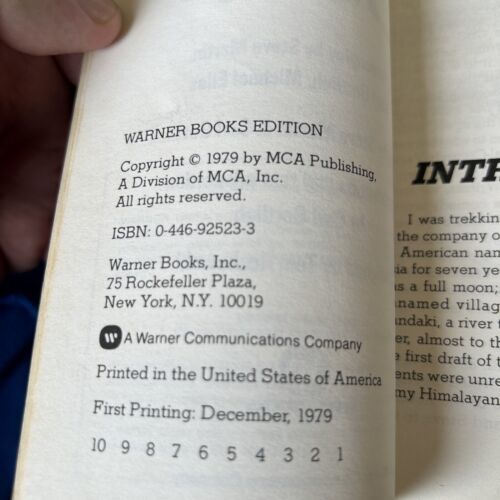 WARNER BOOKS EDITION
Copyright © 1979 by MCA Publishing,
A Division of MCA, Inc.
All rights reserved.
ISBN: 0-446-92523-3
Warner Books, Inc.,
75 Rockefeller Plaza,
New York, N.Y. 10019
A Warner Communications Company
Printed in the United States of America
First Printing: December, 1979
10 9 8 7 6 5 4 3 2 1
INTR
I was trekking
the company o
American nam
ia for seven ye
s a full moon;
named villag
andaki, a river
er, almost to th
e first draft of t
ents were unre
my Himalayan